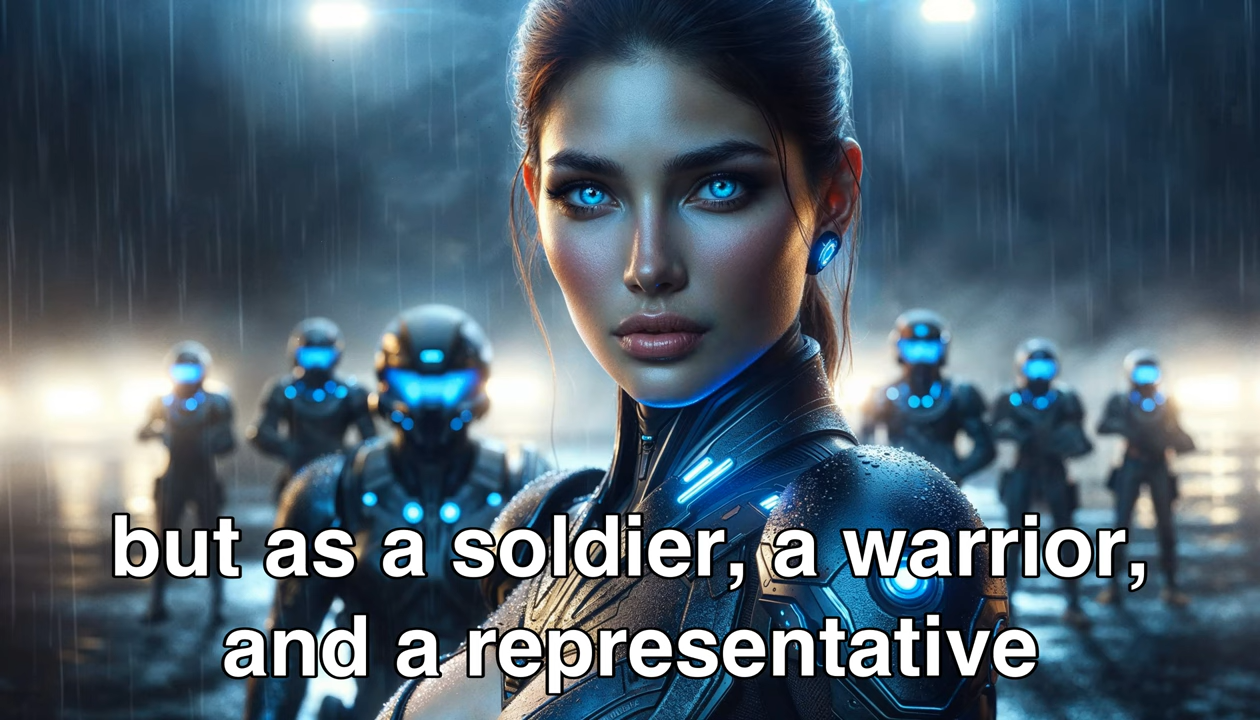 but as a soldier, a warrior,
and a representative